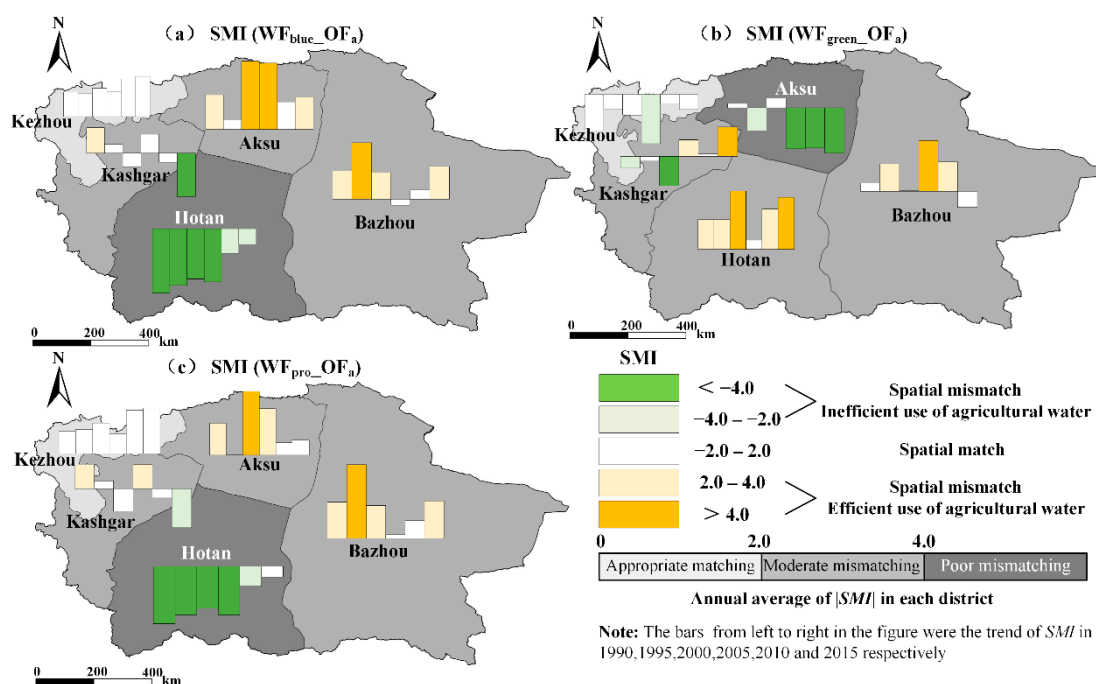 N
（a） SMI (WFblue_OFa)
Kezhou
Aksu
Kashgar
Hotan
Bazhou
0 200 400 km
N
（b） SMI (WFgreen_OFa)
Aksu
Kezhou
Kashgar
Bazhou
Hotan
0 200 400 km
N
（c） SMI (WFpro_OFa)
Kezhou
Aksu
Kashgar
Bazhou
Hotan
0 200 400 km
SMI
＜ −4.0
−4.0 – −2.0
Spatial mismatch
Inefficient use of agricultural water
−2.0 – 2.0
Spatial match
2.0 – 4.0
＞ 4.0
Spatial mismatch
Efficient use of agricultural water
0 2.0 4.0
Appropriate matching Moderate mismatching Poor mismatching
Annual average of |SMI| in each district
Note: The bars from left to right in the figure were the trend of SMI in
1990,1995,2000,2005,2010 and 2015 respectively